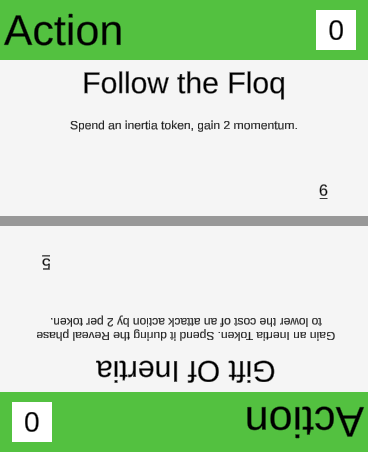 Action 0
Follow the Floq
Spend an inertia token, gain 2 momentum.
9
Action 0
Gift Of Inertia
Gain an Inertia Token. Spend it during the Reveal phase
to lower the cost of an attack action by 2 per token.
5